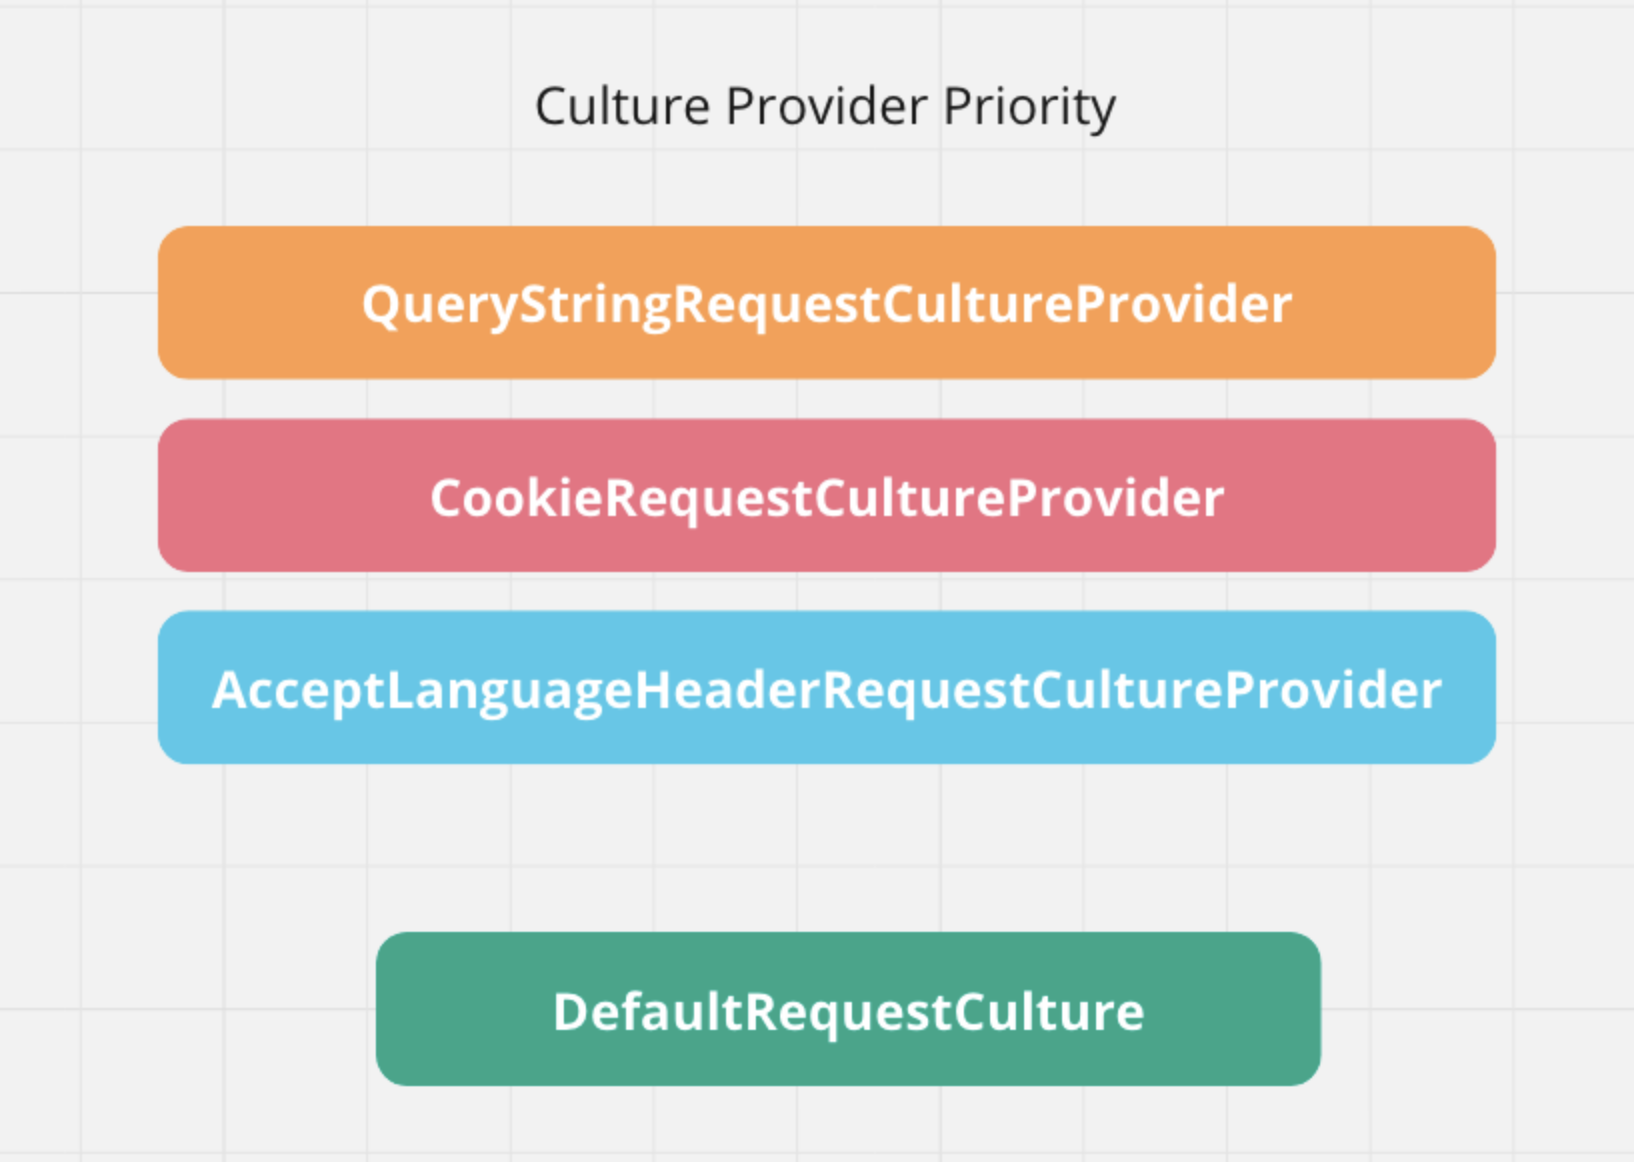 Culture Provider Priority
QueryStringRequestCultureProvider
CookieRequestCultureProvider
AcceptLanguageHeaderRequestCultureProvider
DefaultRequestCulture